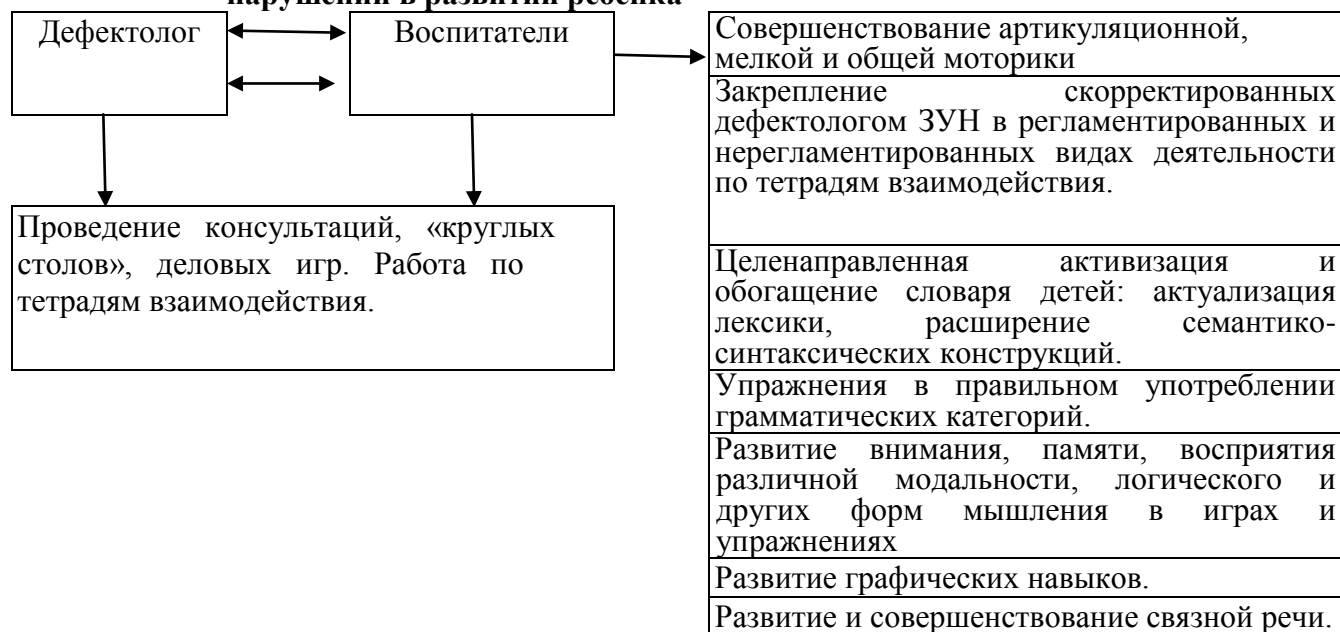 нарушений в развитии ребенка
Дефектолог
Воспитатели
Проведение консультаций, «круглых
столов», деловых игр. Работа по
тетрадям взаимодействия.
Совершенствование артикуляционной,
мелкой и общей моторики
Закрепление скорректированных
дефектологом ЗУН в регламентированных и
нерегламентированных видах деятельности
по тетрадям взаимодействия.
Целенаправленная активизация и
обогащение словаря детей: актуализация
лексики, расширение семантико-
синтаксических конструкций.
Упражнения в правильном употреблении
грамматических категорий.
Развитие внимания, памяти, восприятия
различной модальности, логического и
других форм мышления в играх и
упражнениях
Развитие графических навыков.
Развитие и совершенствование связной речи.